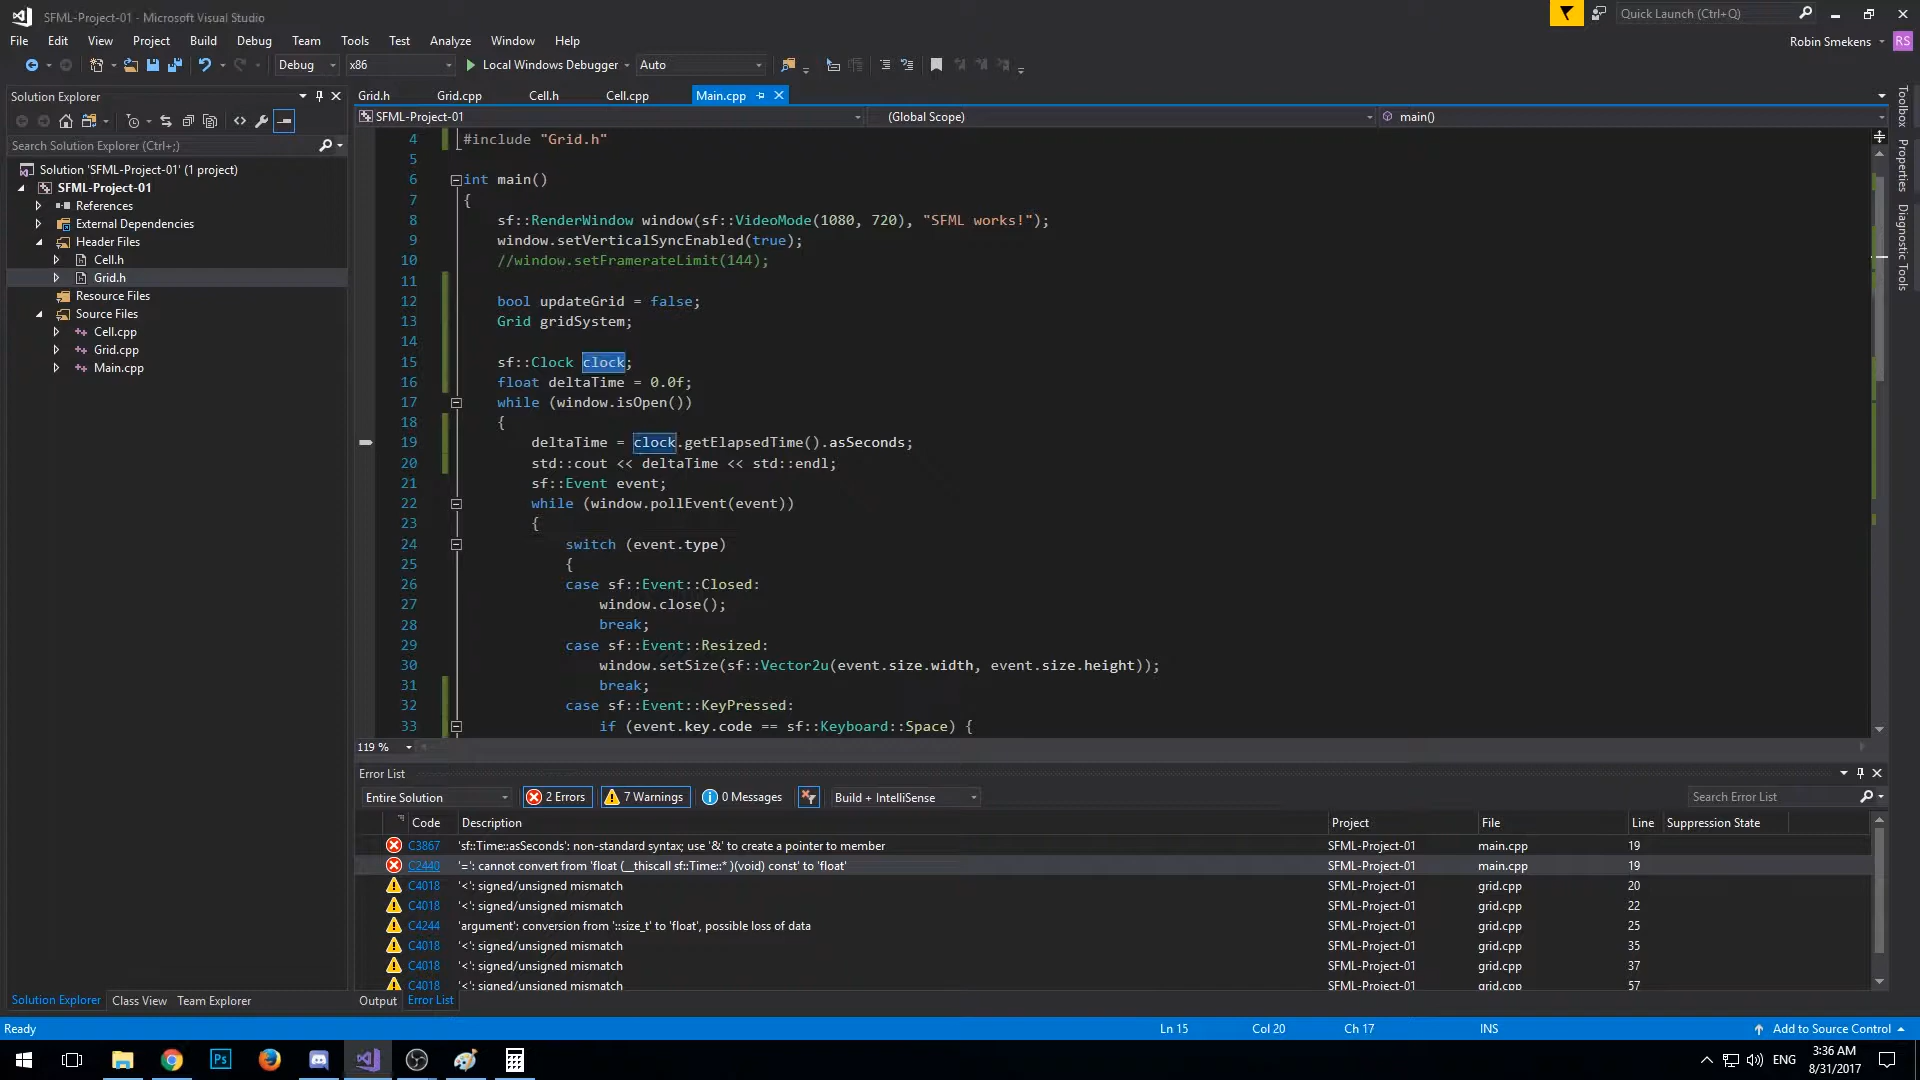 SFML-Project-01 - Microsoft Visual Studio
Quick Launch (Ctrl+Q)
File Edit View Project Build Debug Team Tools Test Analyze Window Help
Robin Smekens RS
Debug x86 Local Windows Debugger Auto
Solution Explorer
Search Solution Explorer (Ctrl+;)
Solution 'SFML-Project-01' (1 project)
SFML-Project-01
References
External Dependencies
Header Files
Cell.h
Grid.h
Resource Files
Source Files
Cell.cpp
Grid.cpp
Main.cpp
Solution Explorer Class View Team Explorer
Grid.h Grid.cpp Cell.h Cell.cpp Main.cpp
SFML-Project-01 (Global Scope) main()
4 #include "Grid.h"
5
6 int main()
7 {
8 sf::RenderWindow window(sf::VideoMode(1080, 720), "SFML works!");
9 window.setVerticalSyncEnabled(true);
10 //window.setFramerateLimit(144);
11
12 bool updateGrid = false;
13 Grid gridSystem;
14
15 sf::Clock clock;
16 float deltaTime = 0.0f;
17 while (window.isOpen())
18 {
19 deltaTime = clock.getElapsedTime().asSeconds;
20 std::cout << deltaTime << std::endl;
21 sf::Event event;
22 while (window.pollEvent(event))
23 {
24 switch (event.type)
25 {
26 case sf::Event::Closed:
27 window.close();
28 break;
29 case sf::Event::Resized:
30 window.setSize(sf::Vector2u(event.size.width, event.size.height));
31 break;
32 case sf::Event::KeyPressed:
33 if (event.key.code == sf::Keyboard::Space) {
119 %
Toolbox
Properties
Diagnostic Tools
Error List
Entire Solution 2 Errors 7 Warnings 0 Messages Build + IntelliSense Search Error List
Code Description Project File Line Suppression State
C3867 'sf::Time::asSeconds': non-standard syntax; use '&' to create a pointer to member SFML-Project-01 main.cpp 19
C2440 '=': cannot convert from 'float (__thiscall sf::Time::* )(void) const' to 'float' SFML-Project-01 main.cpp 19
C4018 '<': signed/unsigned mismatch SFML-Project-01 grid.cpp 20
C4018 '<': signed/unsigned mismatch SFML-Project-01 grid.cpp 22
C4244 'argument': conversion from '::size_t' to 'float', possible loss of data SFML-Project-01 grid.cpp 25
C4018 '<': signed/unsigned mismatch SFML-Project-01 grid.cpp 35
C4018 '<': signed/unsigned mismatch SFML-Project-01 grid.cpp 37
C4018 '<': signed/unsigned mismatch SFML-Project-01 grid.cpp 57
Output Error List
Ready Ln 15 Col 20 Ch 17 INS Add to Source Control
Ps
ENG
3:36 AM
8/31/2017